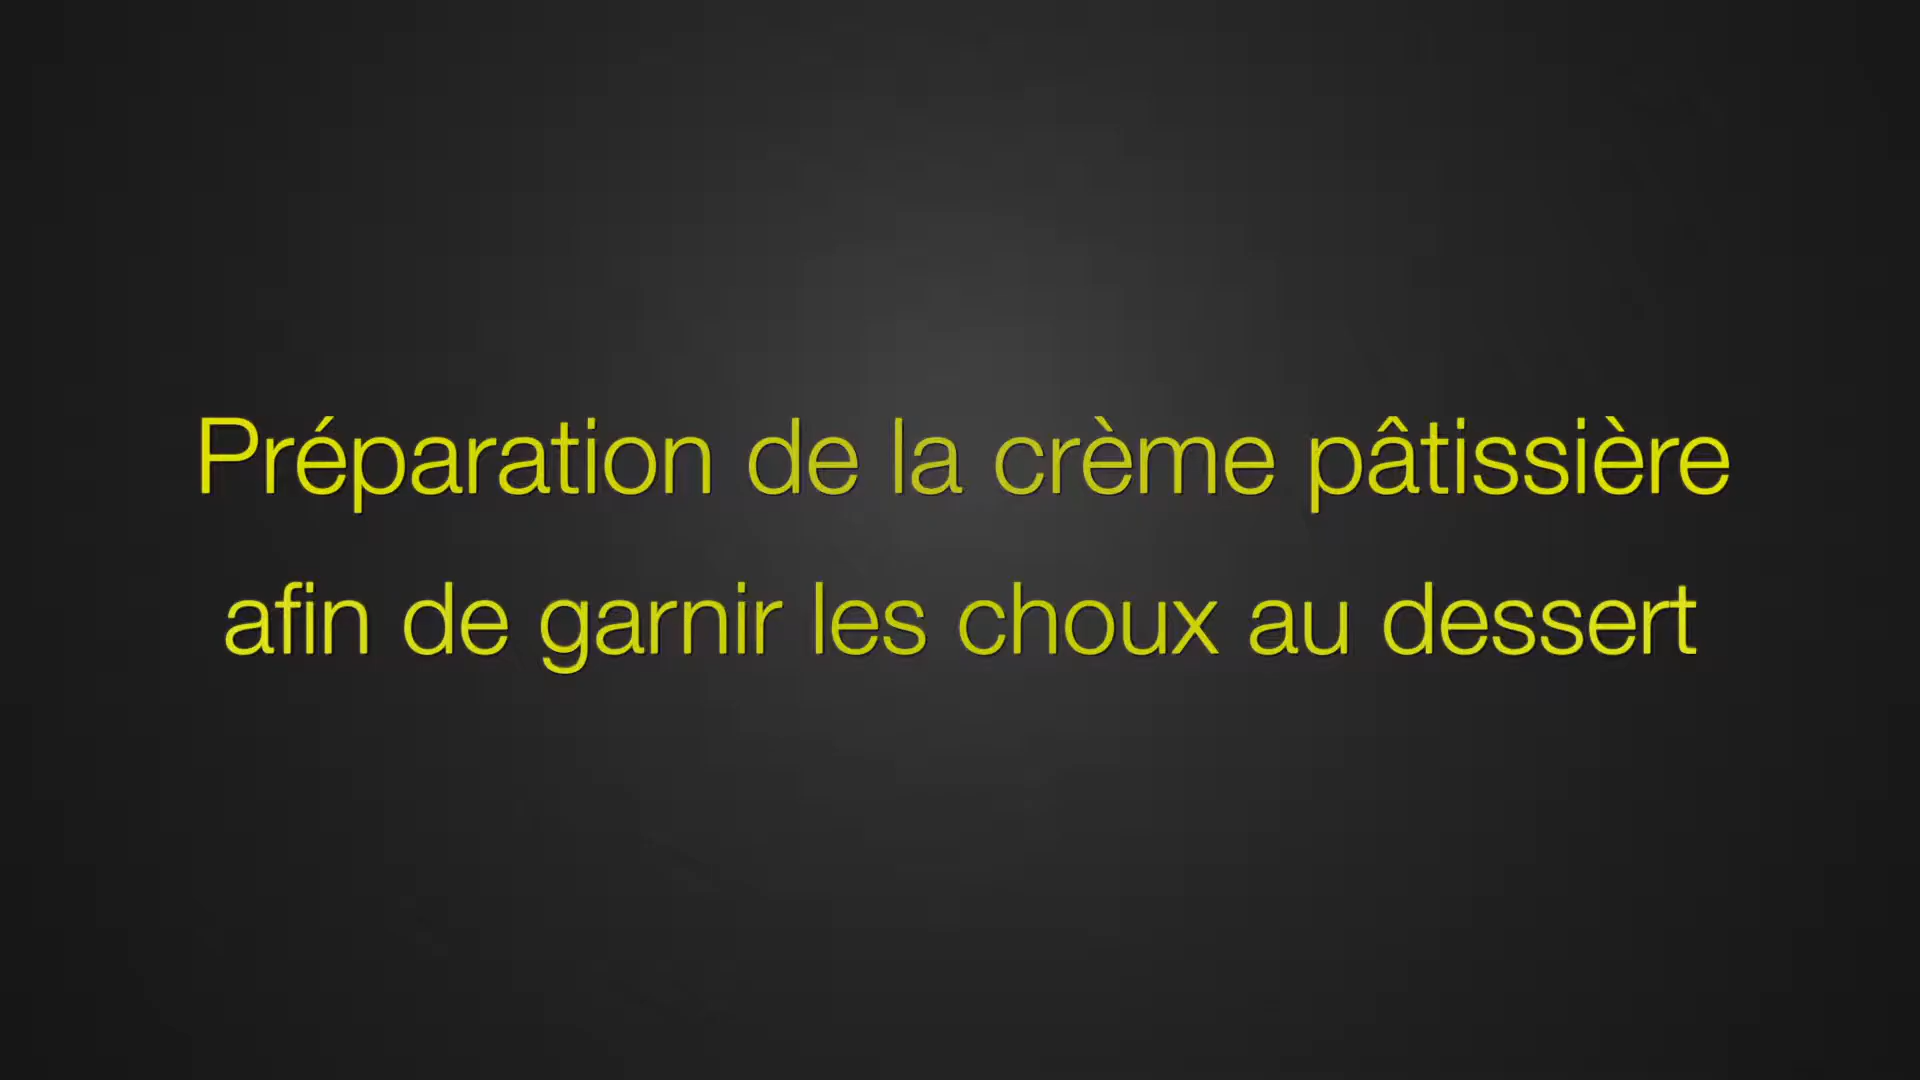 Préparation de la crème pâtissière
afin de garnir les choux au dessert